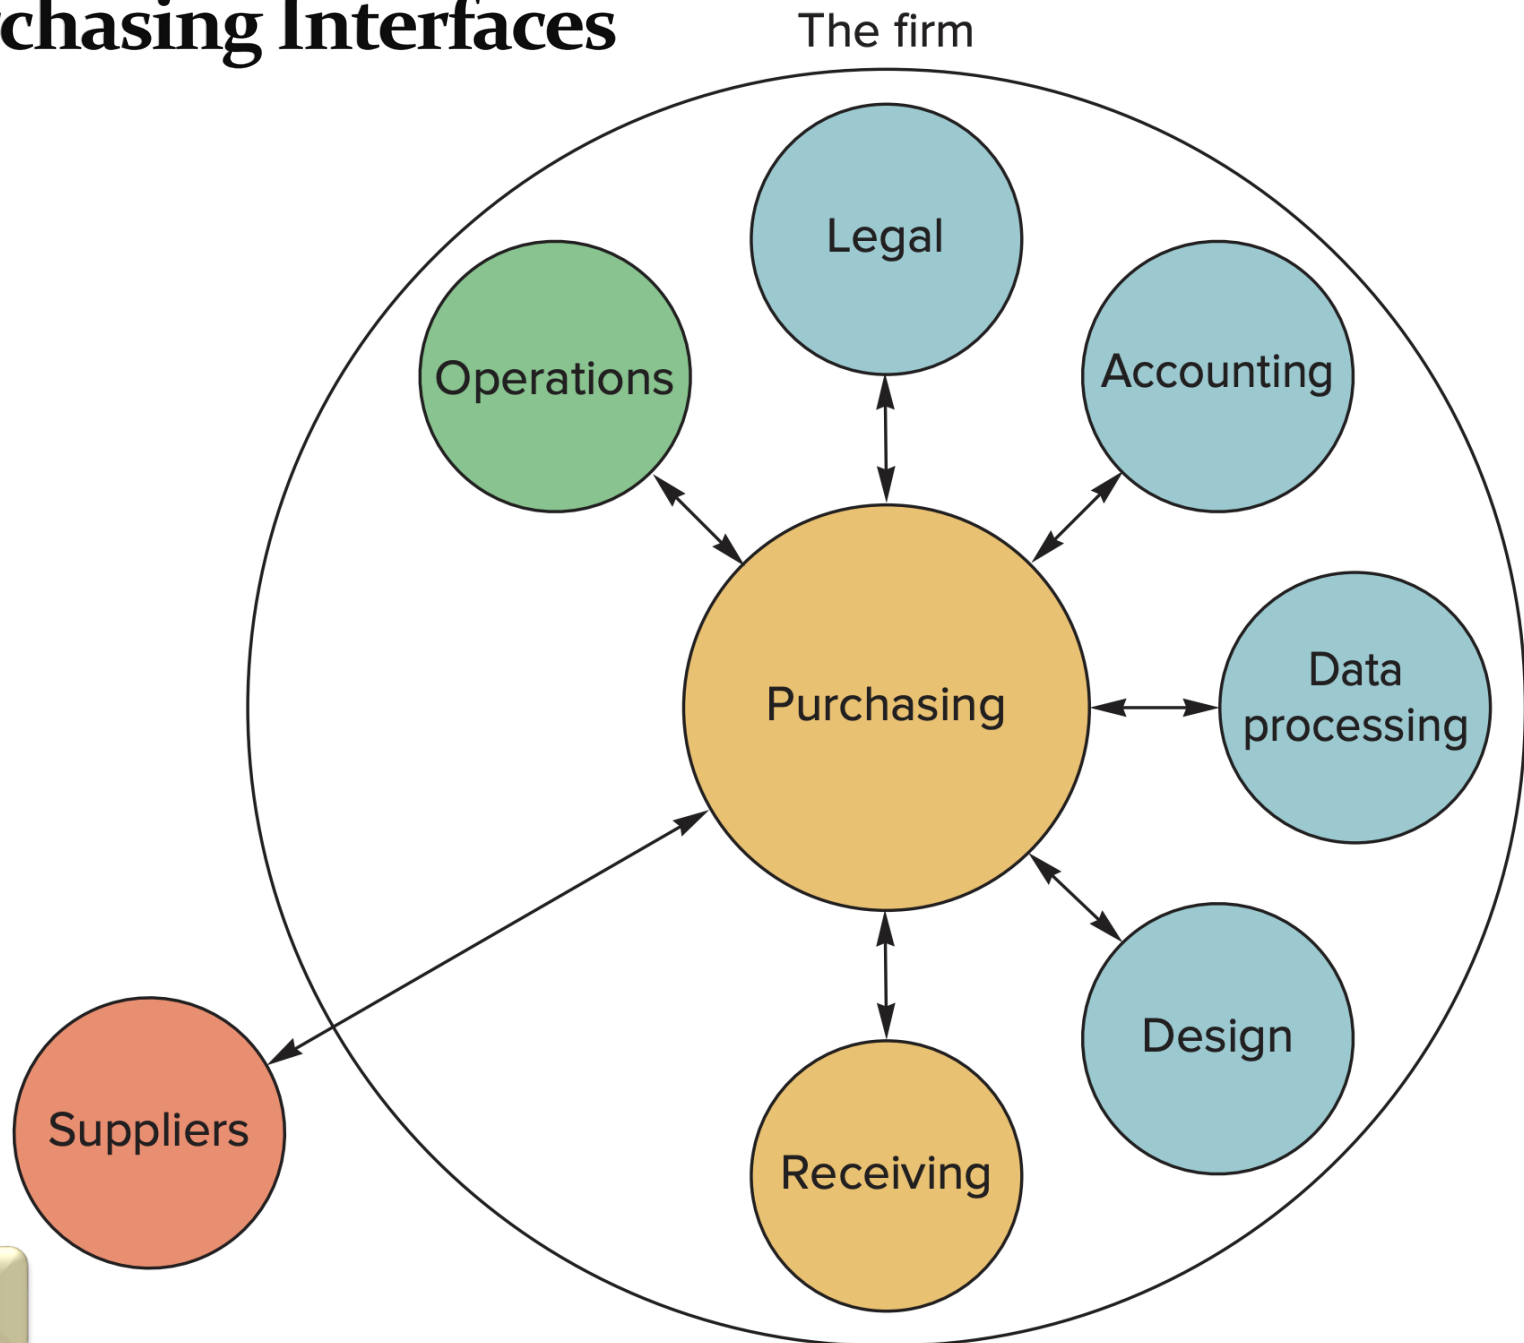 chasing Interfaces
The firm
Legal
Operations
Accounting
Purchasing
Data
processing
Design
Suppliers
Receiving